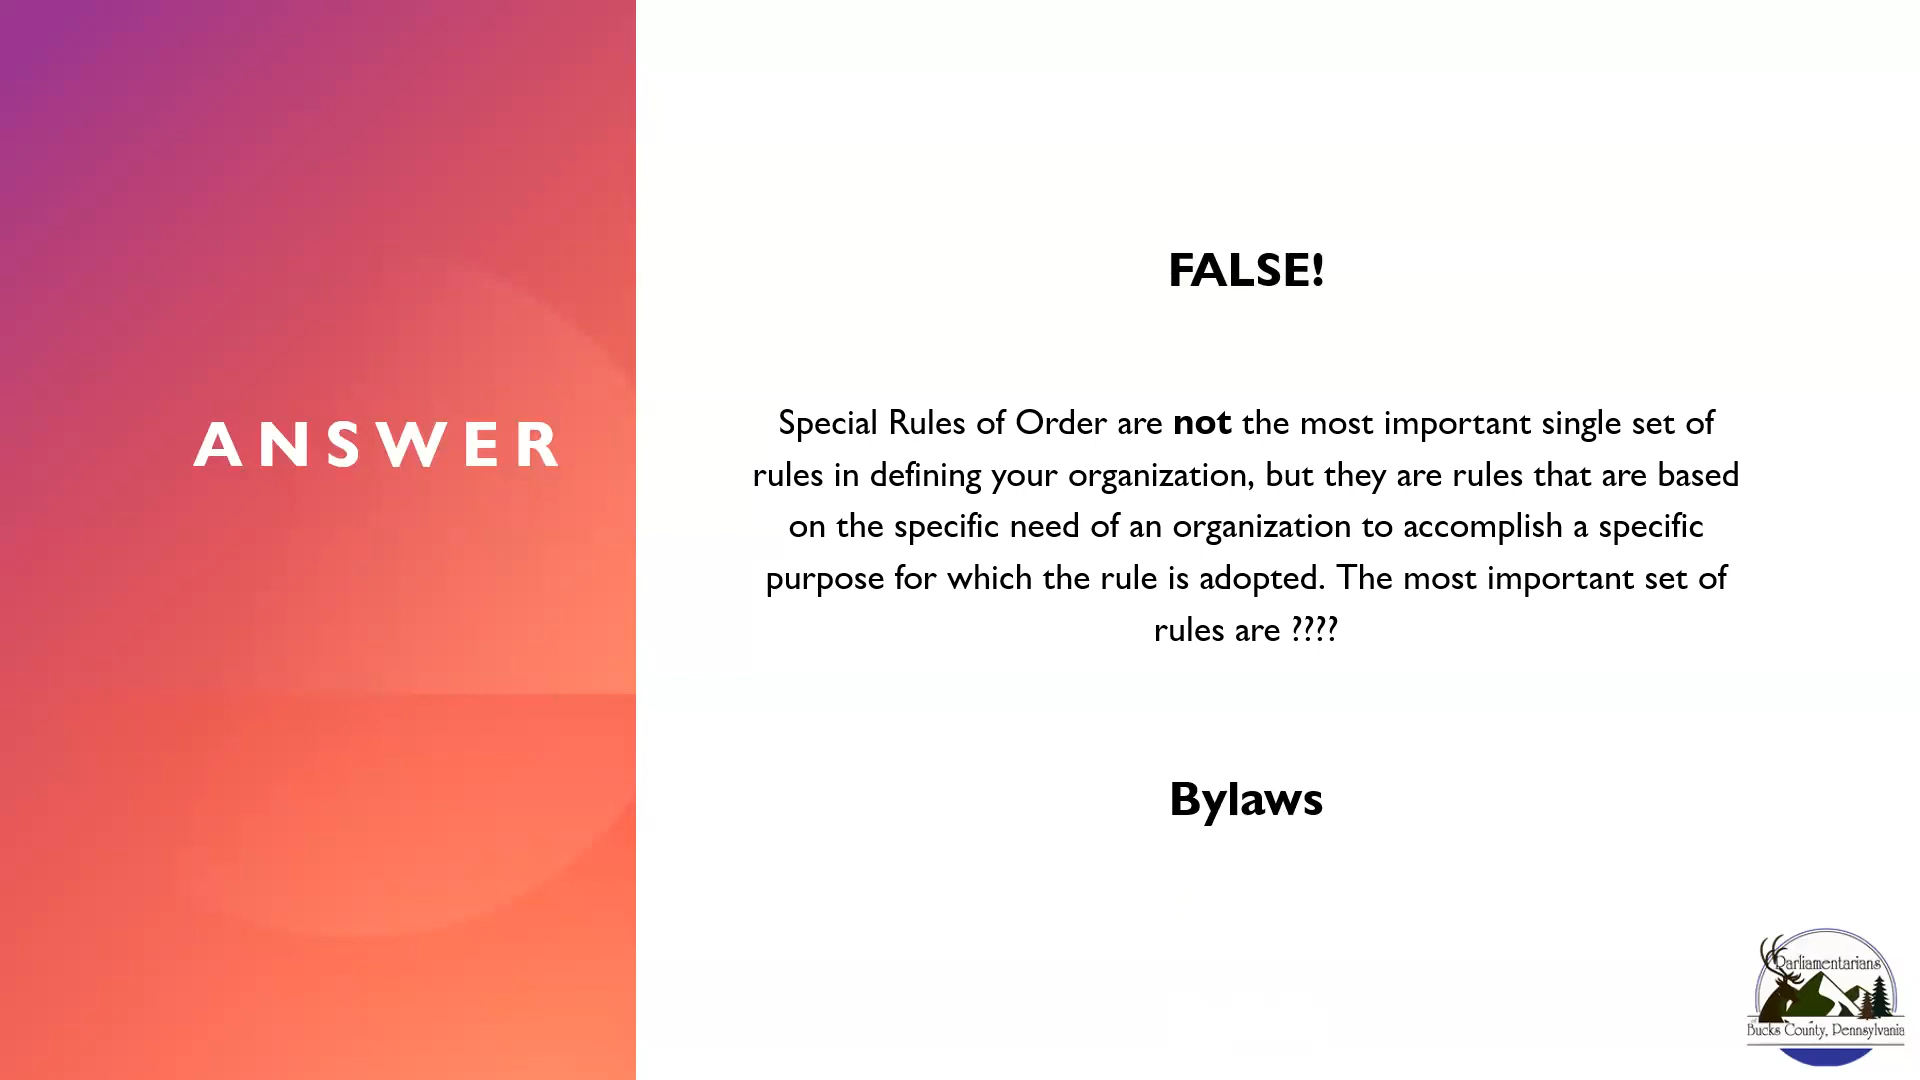 ANSWER
FALSE!
Special Rules of Order are not the most important single set of
rules in defining your organization, but they are rules that are based
on the specific need of an organization to accomplish a specific
purpose for which the rule is adopted. The most important set of
rules are ????
Bylaws
Parliamentarians
Bucks County, Pennsylvania